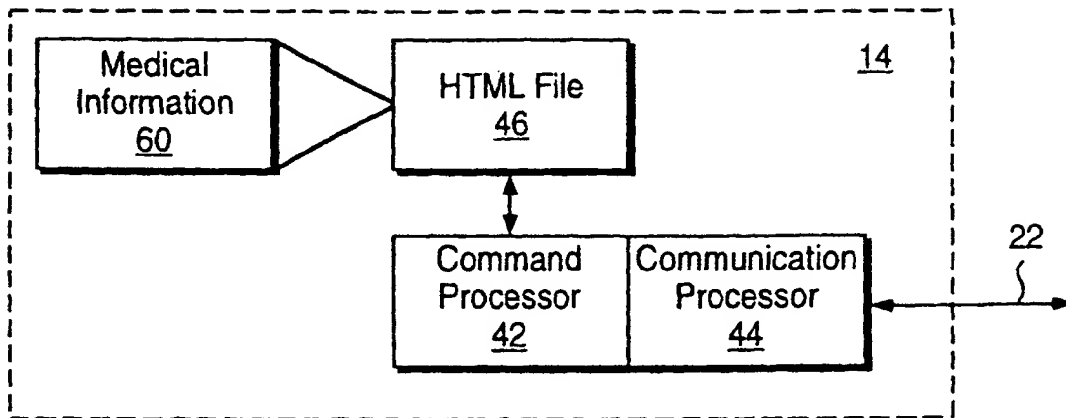 Medical
Information
60
HTML File
46
14
Command
Processor
42
Communication
Processor
44
22